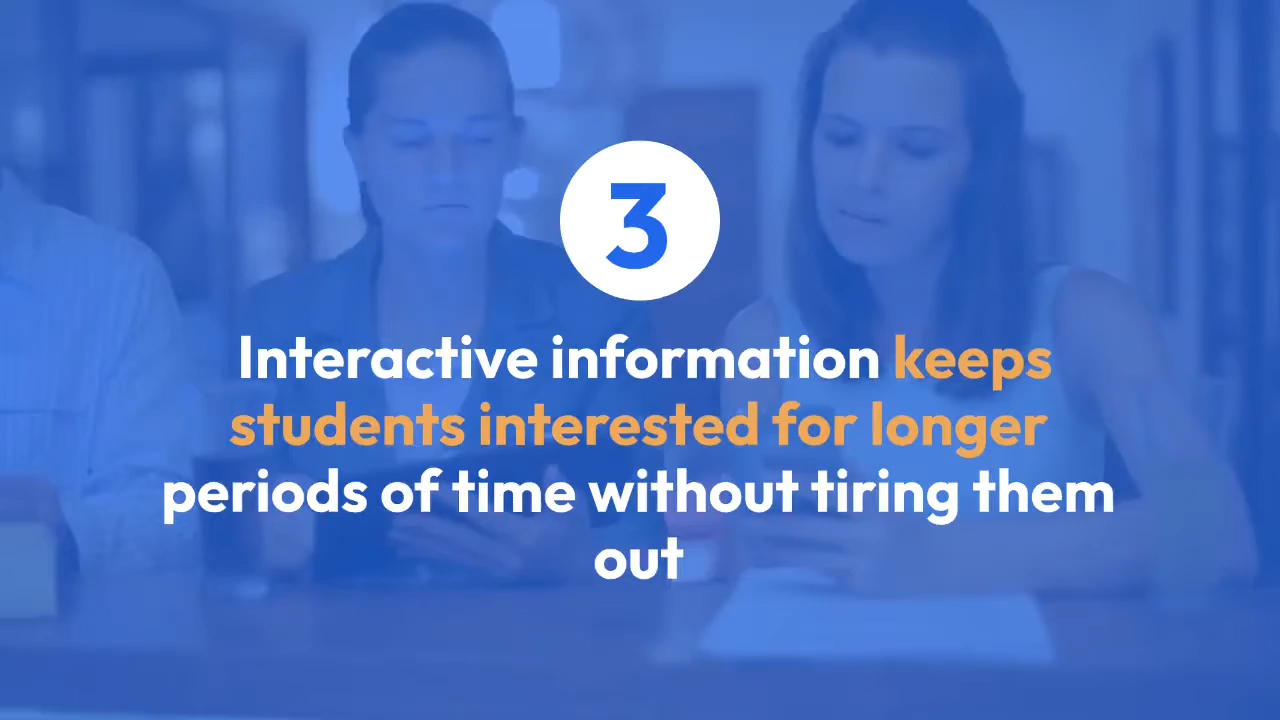 3
Interactive information keeps
students interested for longer
periods of time without tiring them
out